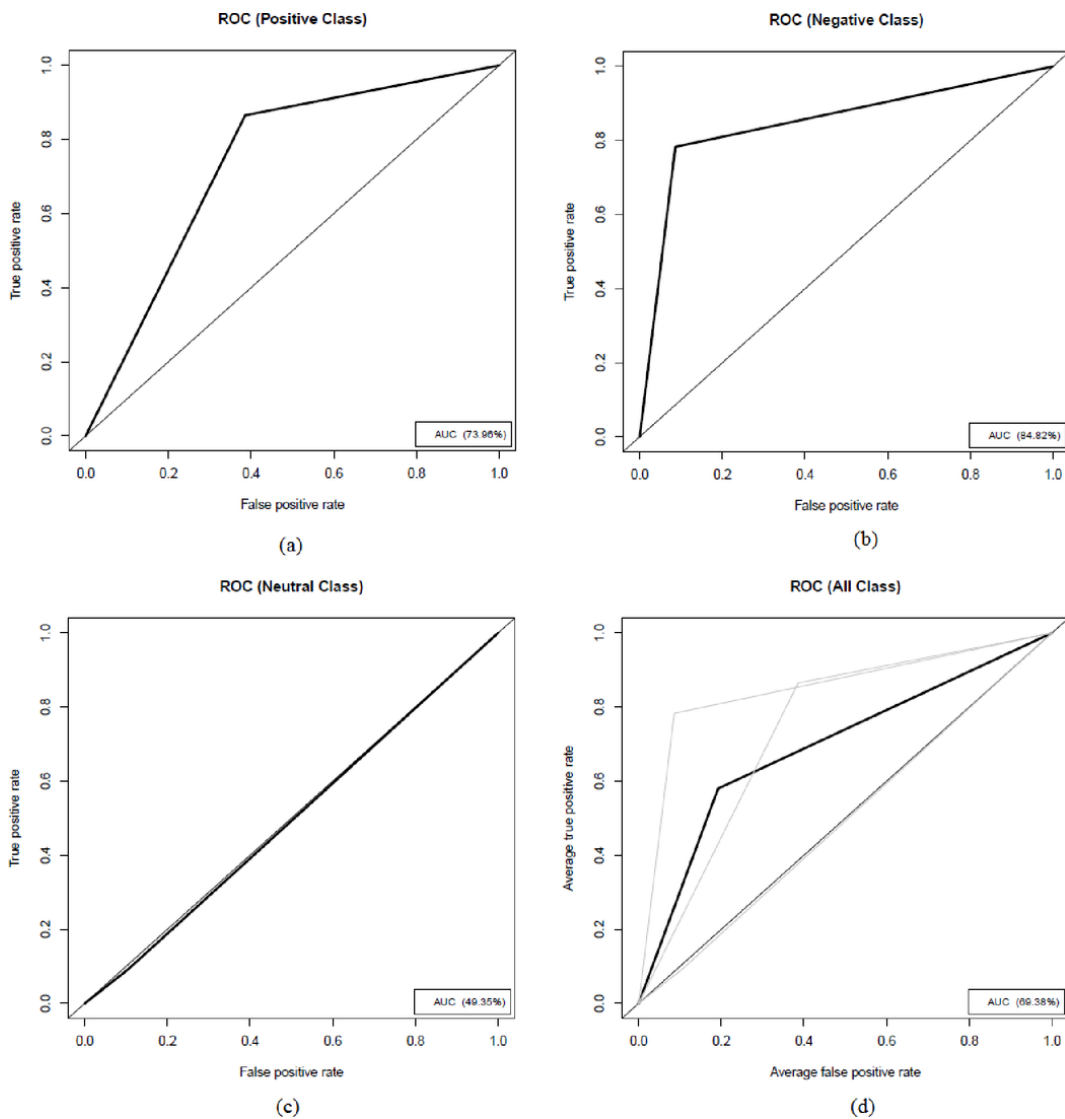 ROC (Positive Class)
True positive rate
1.0
0.8
0.6
0.4
0.2
0.0
AUC (73.96%)
0.0 0.2 0.4 0.6 0.8 1.0
False positive rate
(a)
ROC (Negative Class)
True positive rate
1.0
0.8
0.6
0.4
0.2
0.0
AUC (84.82%)
0.0 0.2 0.4 0.6 0.8 1.0
False positive rate
(b)
ROC (Neutral Class)
True positive rate
1.0
0.8
0.6
0.4
0.2
0.0
AUC (49.35%)
0.0 0.2 0.4 0.6 0.8 1.0
False positive rate
(c)
ROC (All Class)
Average true positive rate
1.0
0.8
0.6
0.4
0.2
0.0
AUC (69.38%)
0.0 0.2 0.4 0.6 0.8 1.0
Average false positive rate
(d)